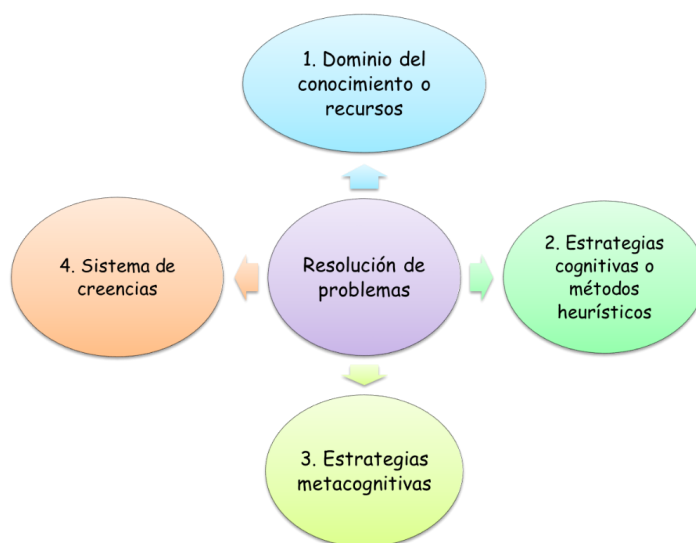 1. Dominio del
conocimiento o
recursos
4. Sistema de
creencias
Resolución de
problemas
2. Estrategias
cognitivas o
métodos
heurísticos
3. Estrategias
metacognitivas